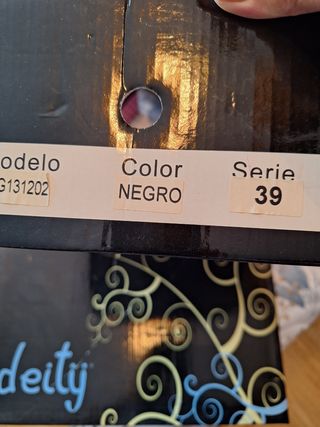 odelo Color Serie
G131202 NEGRO 39
deity